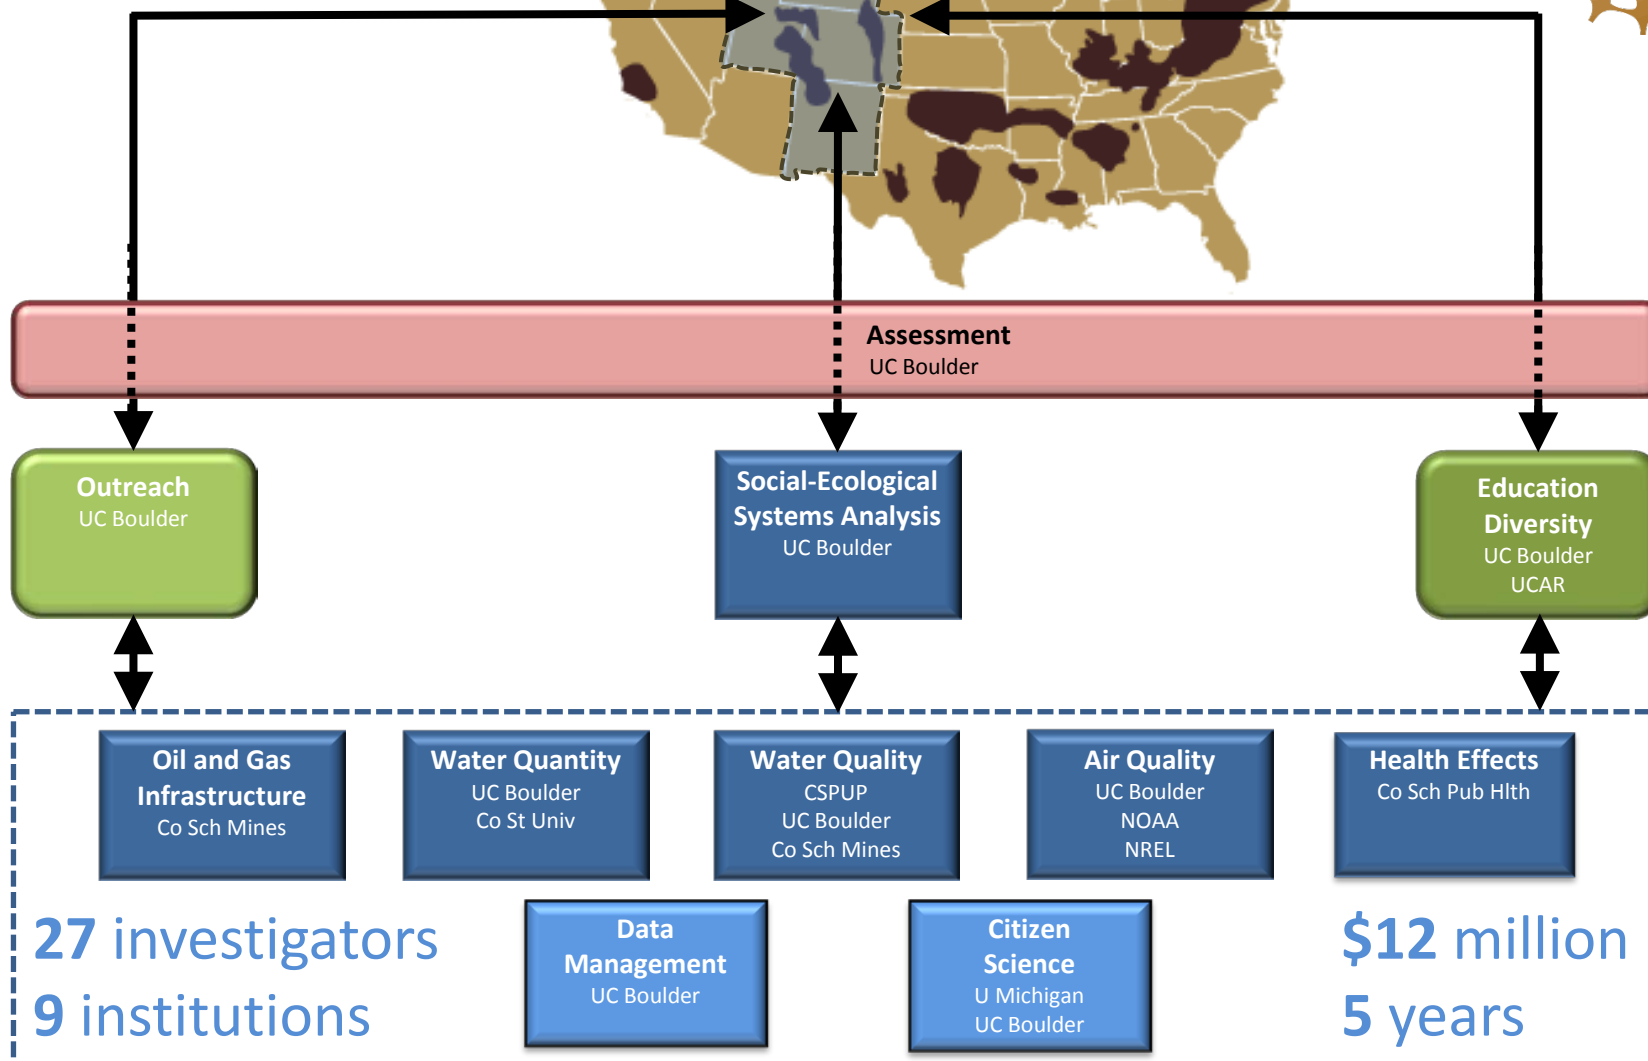 Assessment
UC Boulder
Outreach
UC Boulder
Social-Ecological
Systems Analysis
UC Boulder
Education
Diversity
UC Boulder
UCAR
Oil and Gas
Infrastructure
Co Sch Mines
Water Quantity
UC Boulder
Co St Univ
Water Quality
CSPUP
UC Boulder
Co Sch Mines
Air Quality
UC Boulder
NOAA
NREL
Health Effects
Co Sch Pub Hlth
27 investigators
9 institutions
Data
Management
UC Boulder
Citizen
Science
U Michigan
UC Boulder
$12 million
5 years